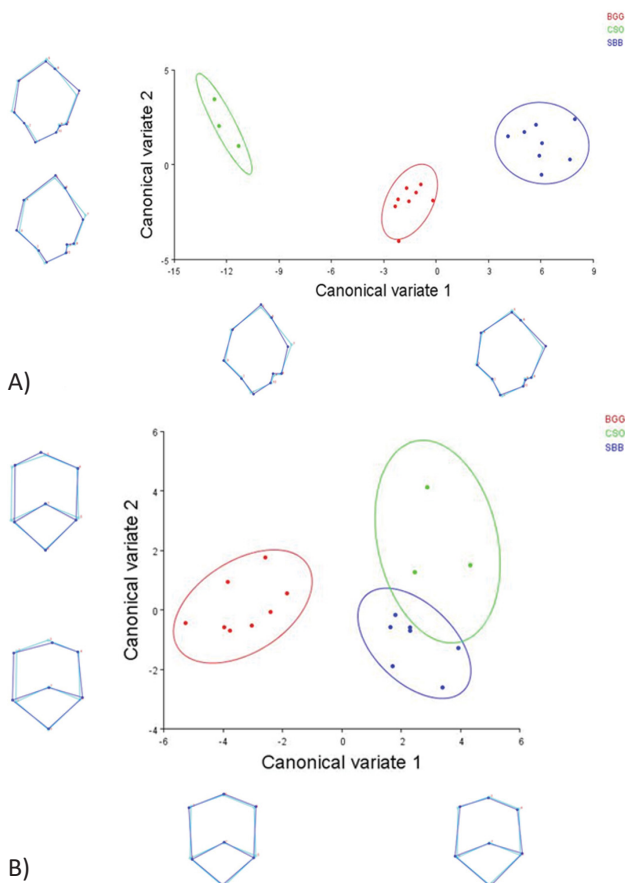 BGG
CSO
SBB
Canonical variate 2
5
0
-5
-15
-12
-9
-6
-3
0
3
6
9
Canonical variate 1
A)
BGG
CSO
SBB
Canonical variate 2
6
4
2
0
-2
-4
-6
-4
-2
0
2
4
6
Canonical variate 1
B)